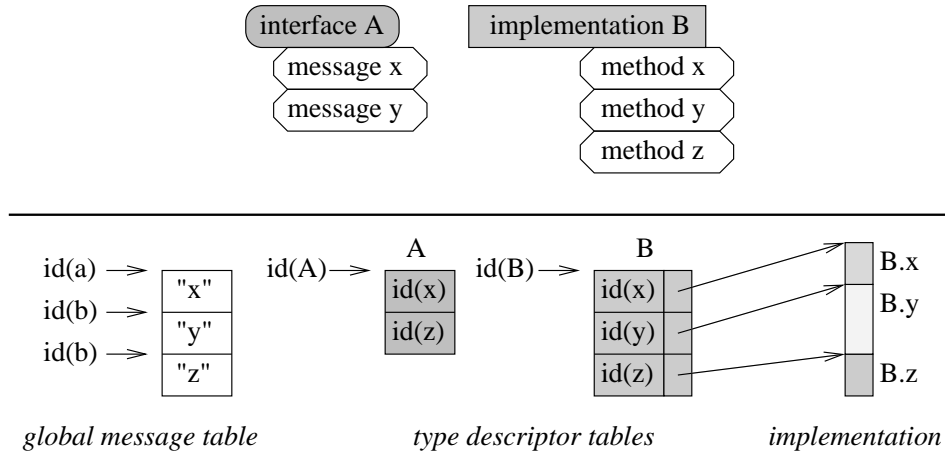 interface A
implementation B
message x
method x
message y
method y
method z
A
B
id(a)
id(A)
id(B)
"x"
id(x)
id(x)
B.x
id(b)
"y"
id(z)
id(y)
B.y
id(b)
"z"
id(z)
B.z
global message table
type descriptor tables
implementation